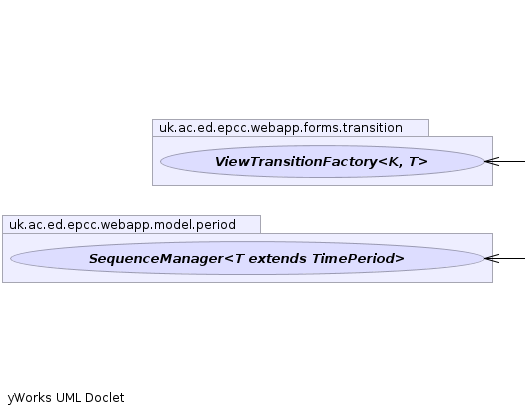 uk.ac.ed.epcc.webapp.forms.transition
ViewTransitionFactory<K, T>
uk.ac.ed.epcc.webapp.model.period
SequenceManager<T extends TimePeriod>
yWorks UML Doclet